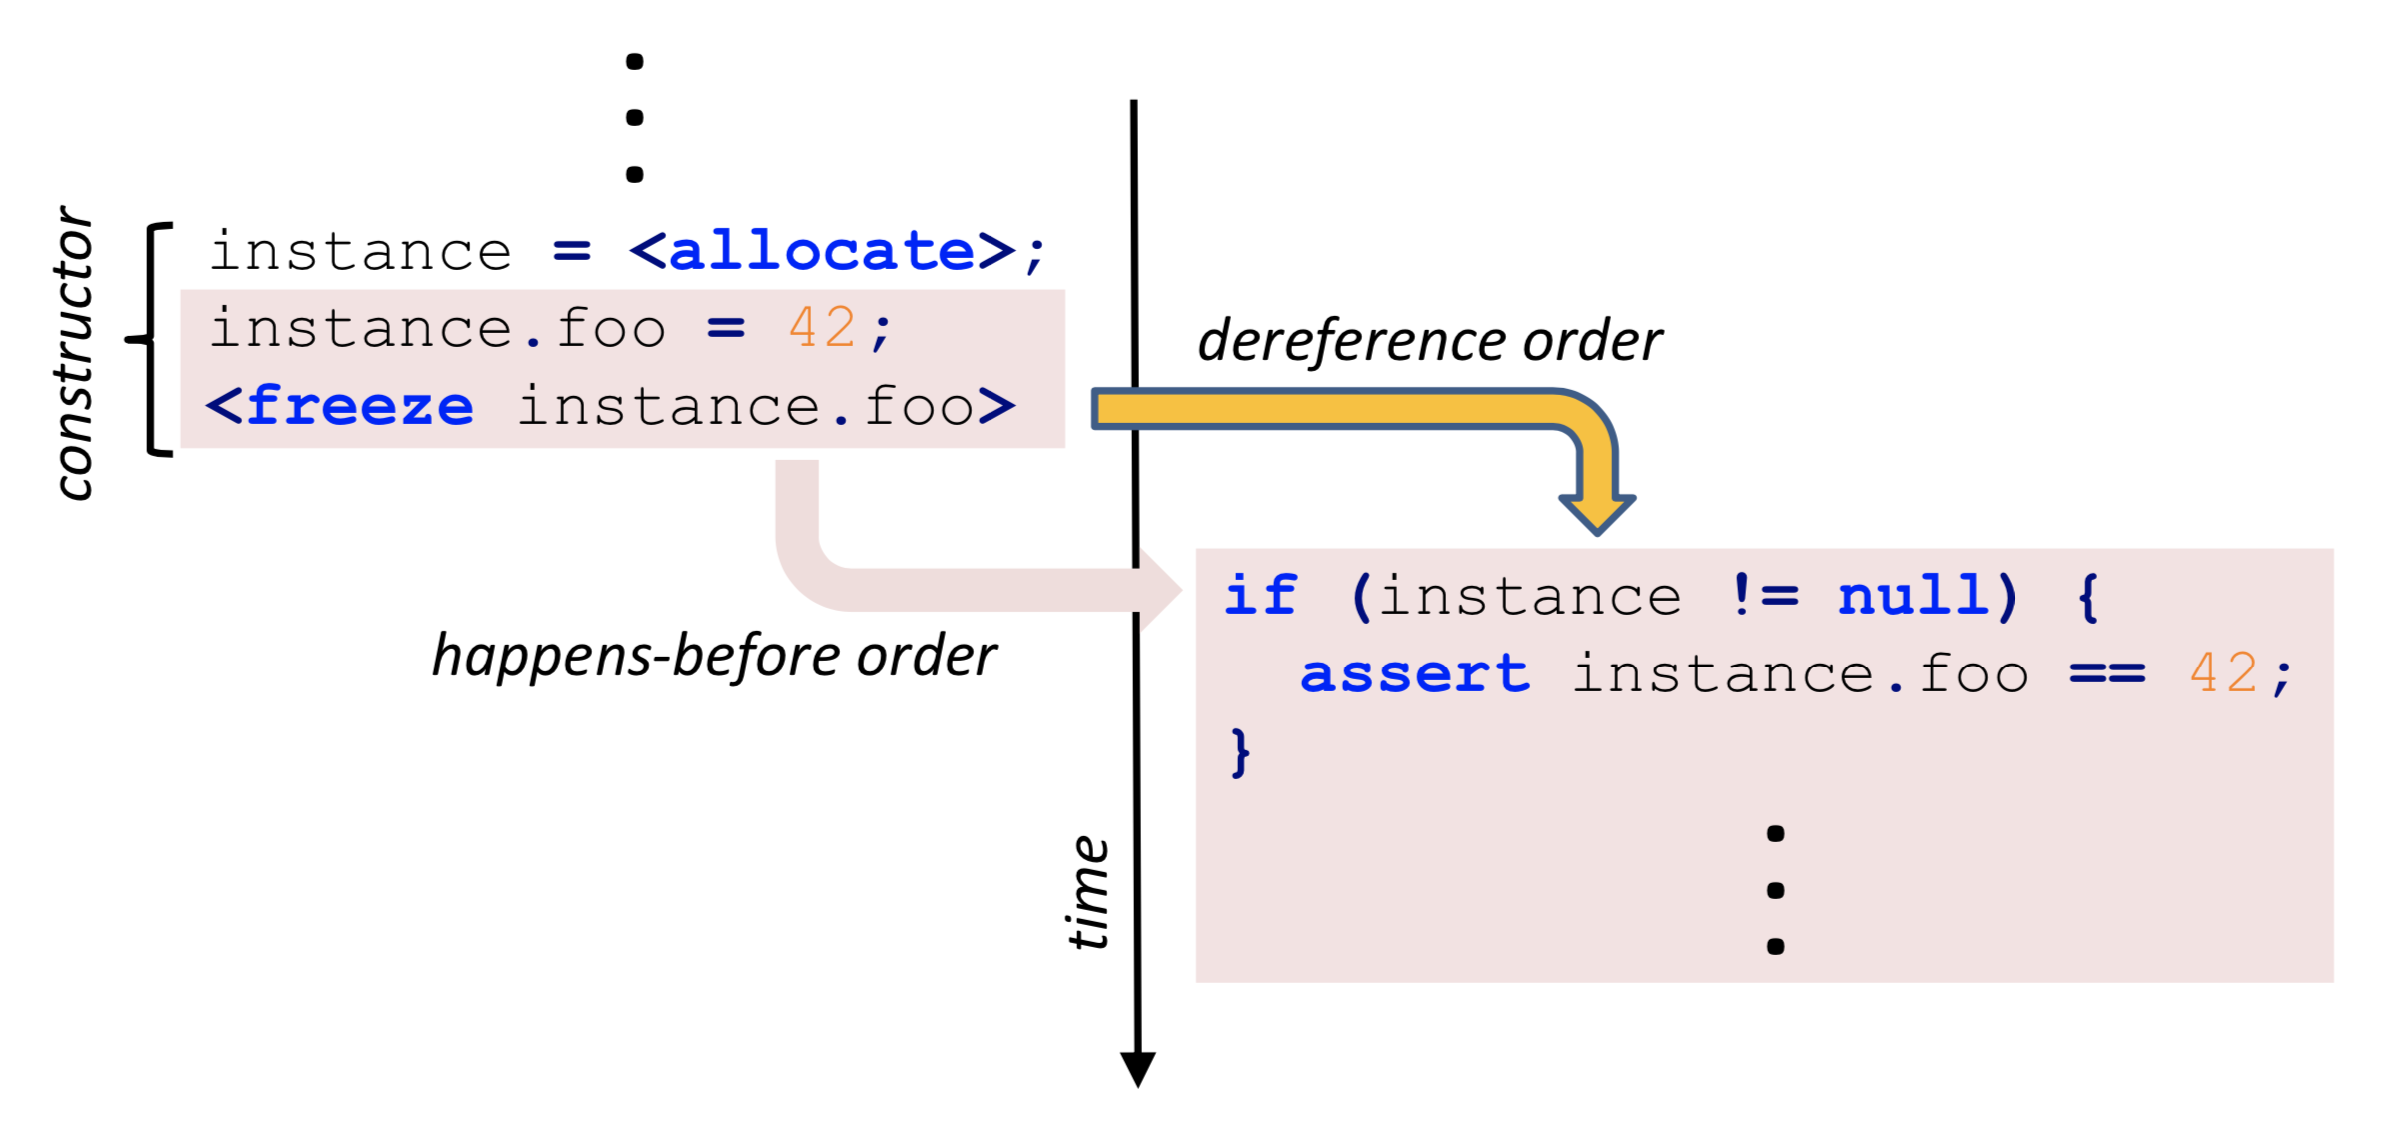 constructor
instance = <allocate>;
instance.foo = 42;
<freeze instance.foo>
dereference order
happens-before order
if (instance != null) {
assert instance.foo == 42;
}
time